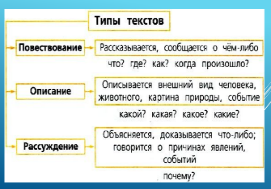 Типы текстов
Повествование
Рассказывается, сообщается о чём-либо
что? где? как? когда произошло?
Описание
Описывается внешний вид человека,
животного, картина природы, событие
какой? какая? какое? какие?
Рассуждение
Объясняется, доказывается что-либо;
говорится о причинах явлений,
событий
почему?